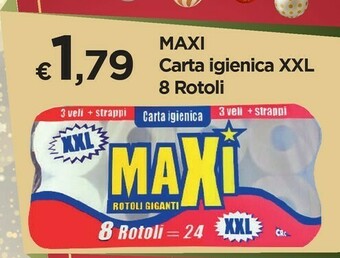 €1,79
MAXI
Carta igienica XXL
8 Rotoli
3 veli + strappi
Carta igienica
3 veli + strappi
XXL
MAXi
ROTOLI GIGANTI
8 Rotoli = 24
XXL